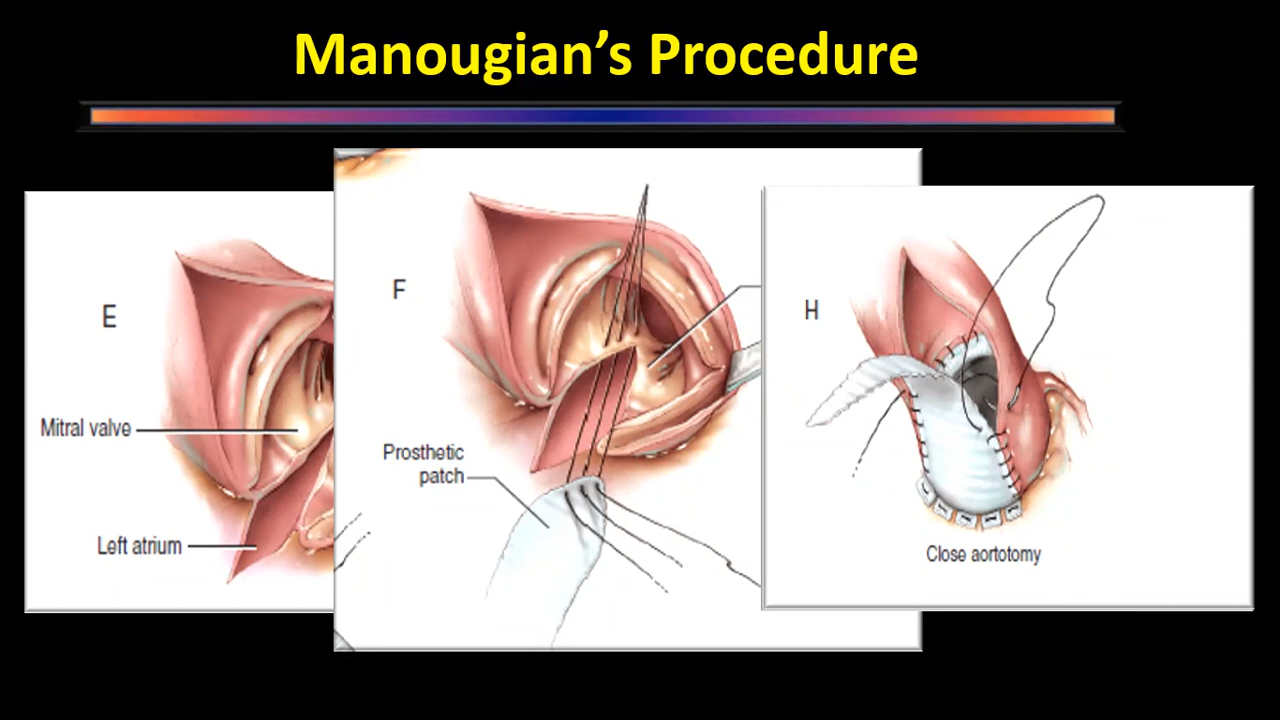 Manougian’s Procedure
E
Mitral valve
Left atrium
F
Prosthetic
patch
H
Close aortotomy